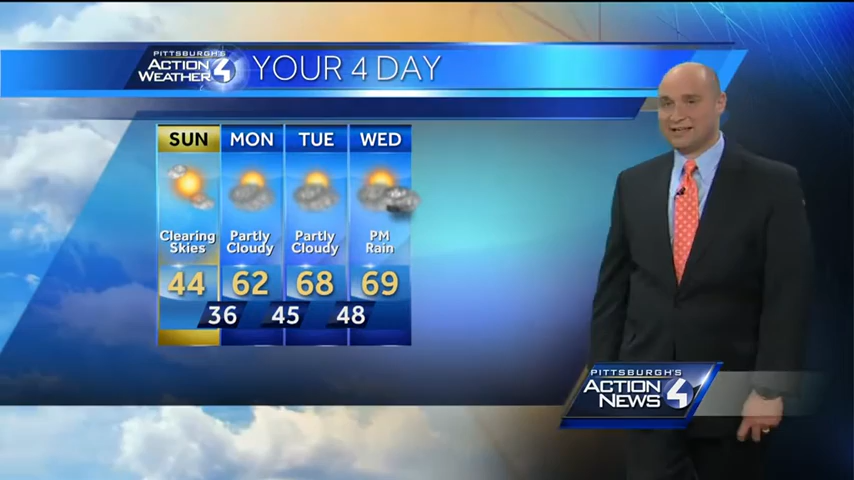 PITTSBURGH'S
ACTION
WEATHER 4
YOUR 4 DAY
SUN MON TUE WED
Clearing Skies
Partly Cloudy
Partly Cloudy
PM Rain
44 62 68 69
36 45 48
PITTSBURGH'S
ACTION
NEWS 4